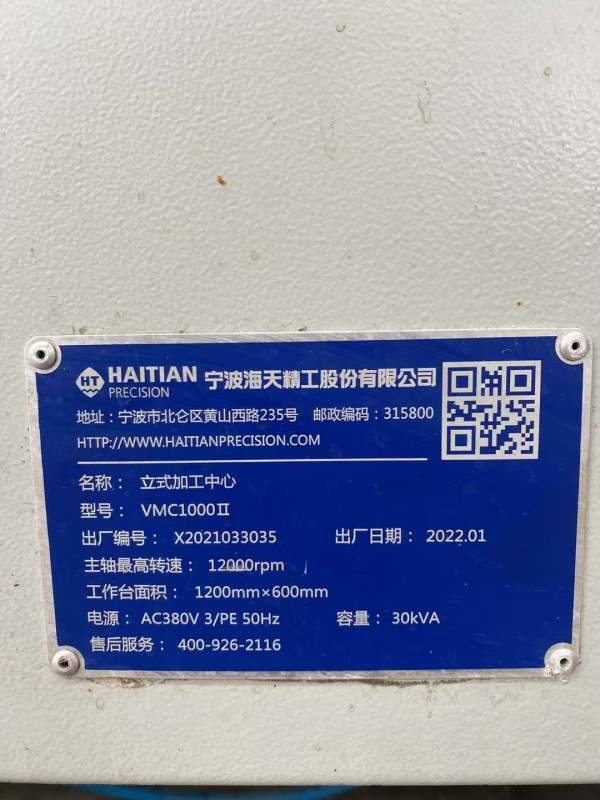 HT HAITIAN PRECISION 宁波海天精工股份有限公司
地址：宁波市北仑区黄山西路235号 邮政编码：315800
HTTP://WWW.HAITIANPRECISION.COM
名称： 立式加工中心
型号： VMC1000Ⅱ
出厂编号： X2021033035 出厂日期： 2022.01
主轴最高转速： 12000rpm
工作台面积： 1200mm×600mm
电源： AC380V 3/PE 50Hz 容量： 30kVA
售后服务： 400-926-2116